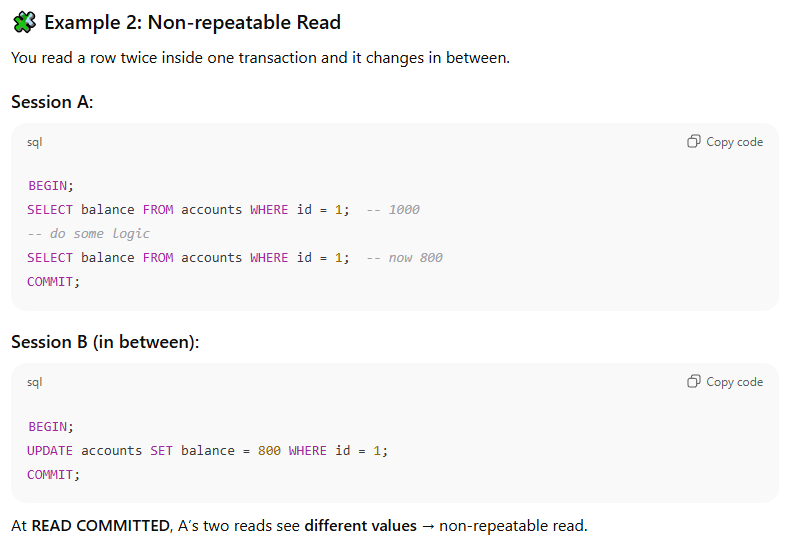 🧩 Example 2: Non-repeatable Read
You read a row twice inside one transaction and it changes in between.
Session A:
sql
Copy code
BEGIN;
SELECT balance FROM accounts WHERE id = 1;  -- 1000
-- do some logic
SELECT balance FROM accounts WHERE id = 1;  -- now 800
COMMIT;
Session B (in between):
sql
Copy code
BEGIN;
UPDATE accounts SET balance = 800 WHERE id = 1;
COMMIT;
At READ COMMITTED, A’s two reads see different values → non-repeatable read.